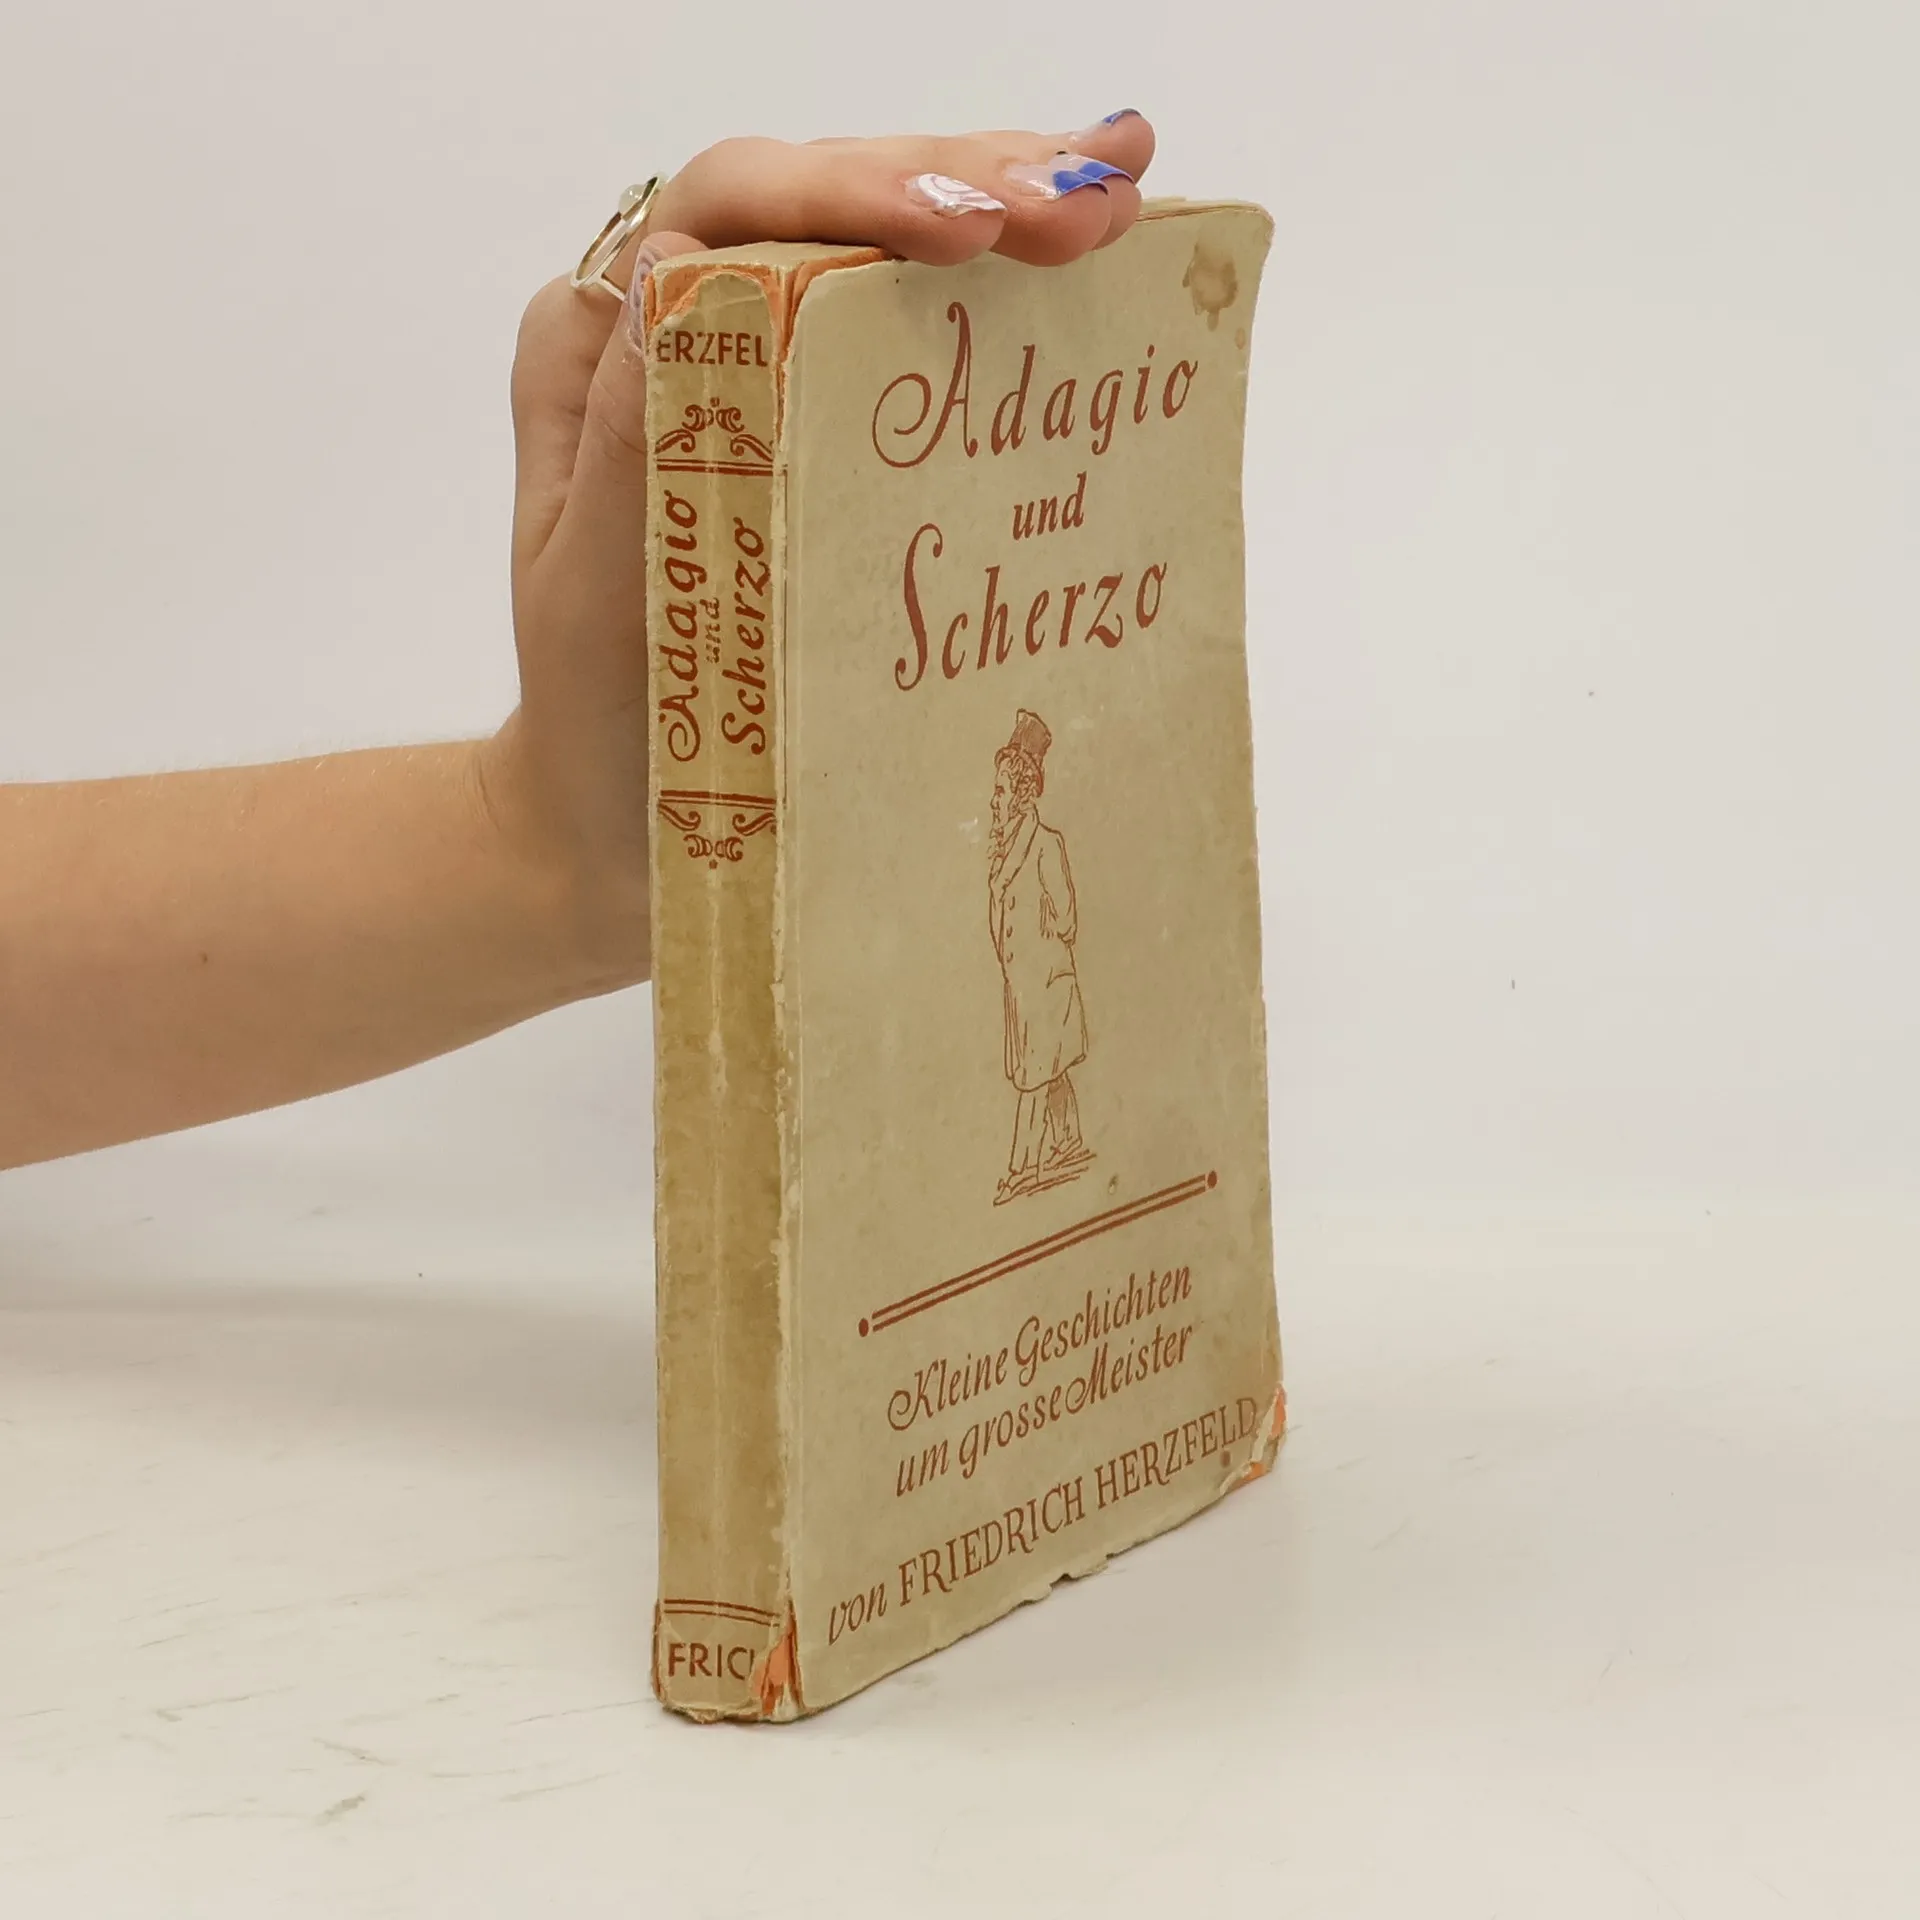 ERZFEL
Adagio
und
Scherzo
FRIC
Adagio
und
Scherzo
Kleine Geschichten
um grosse Meister
von FRIEDRICH HERZFELD